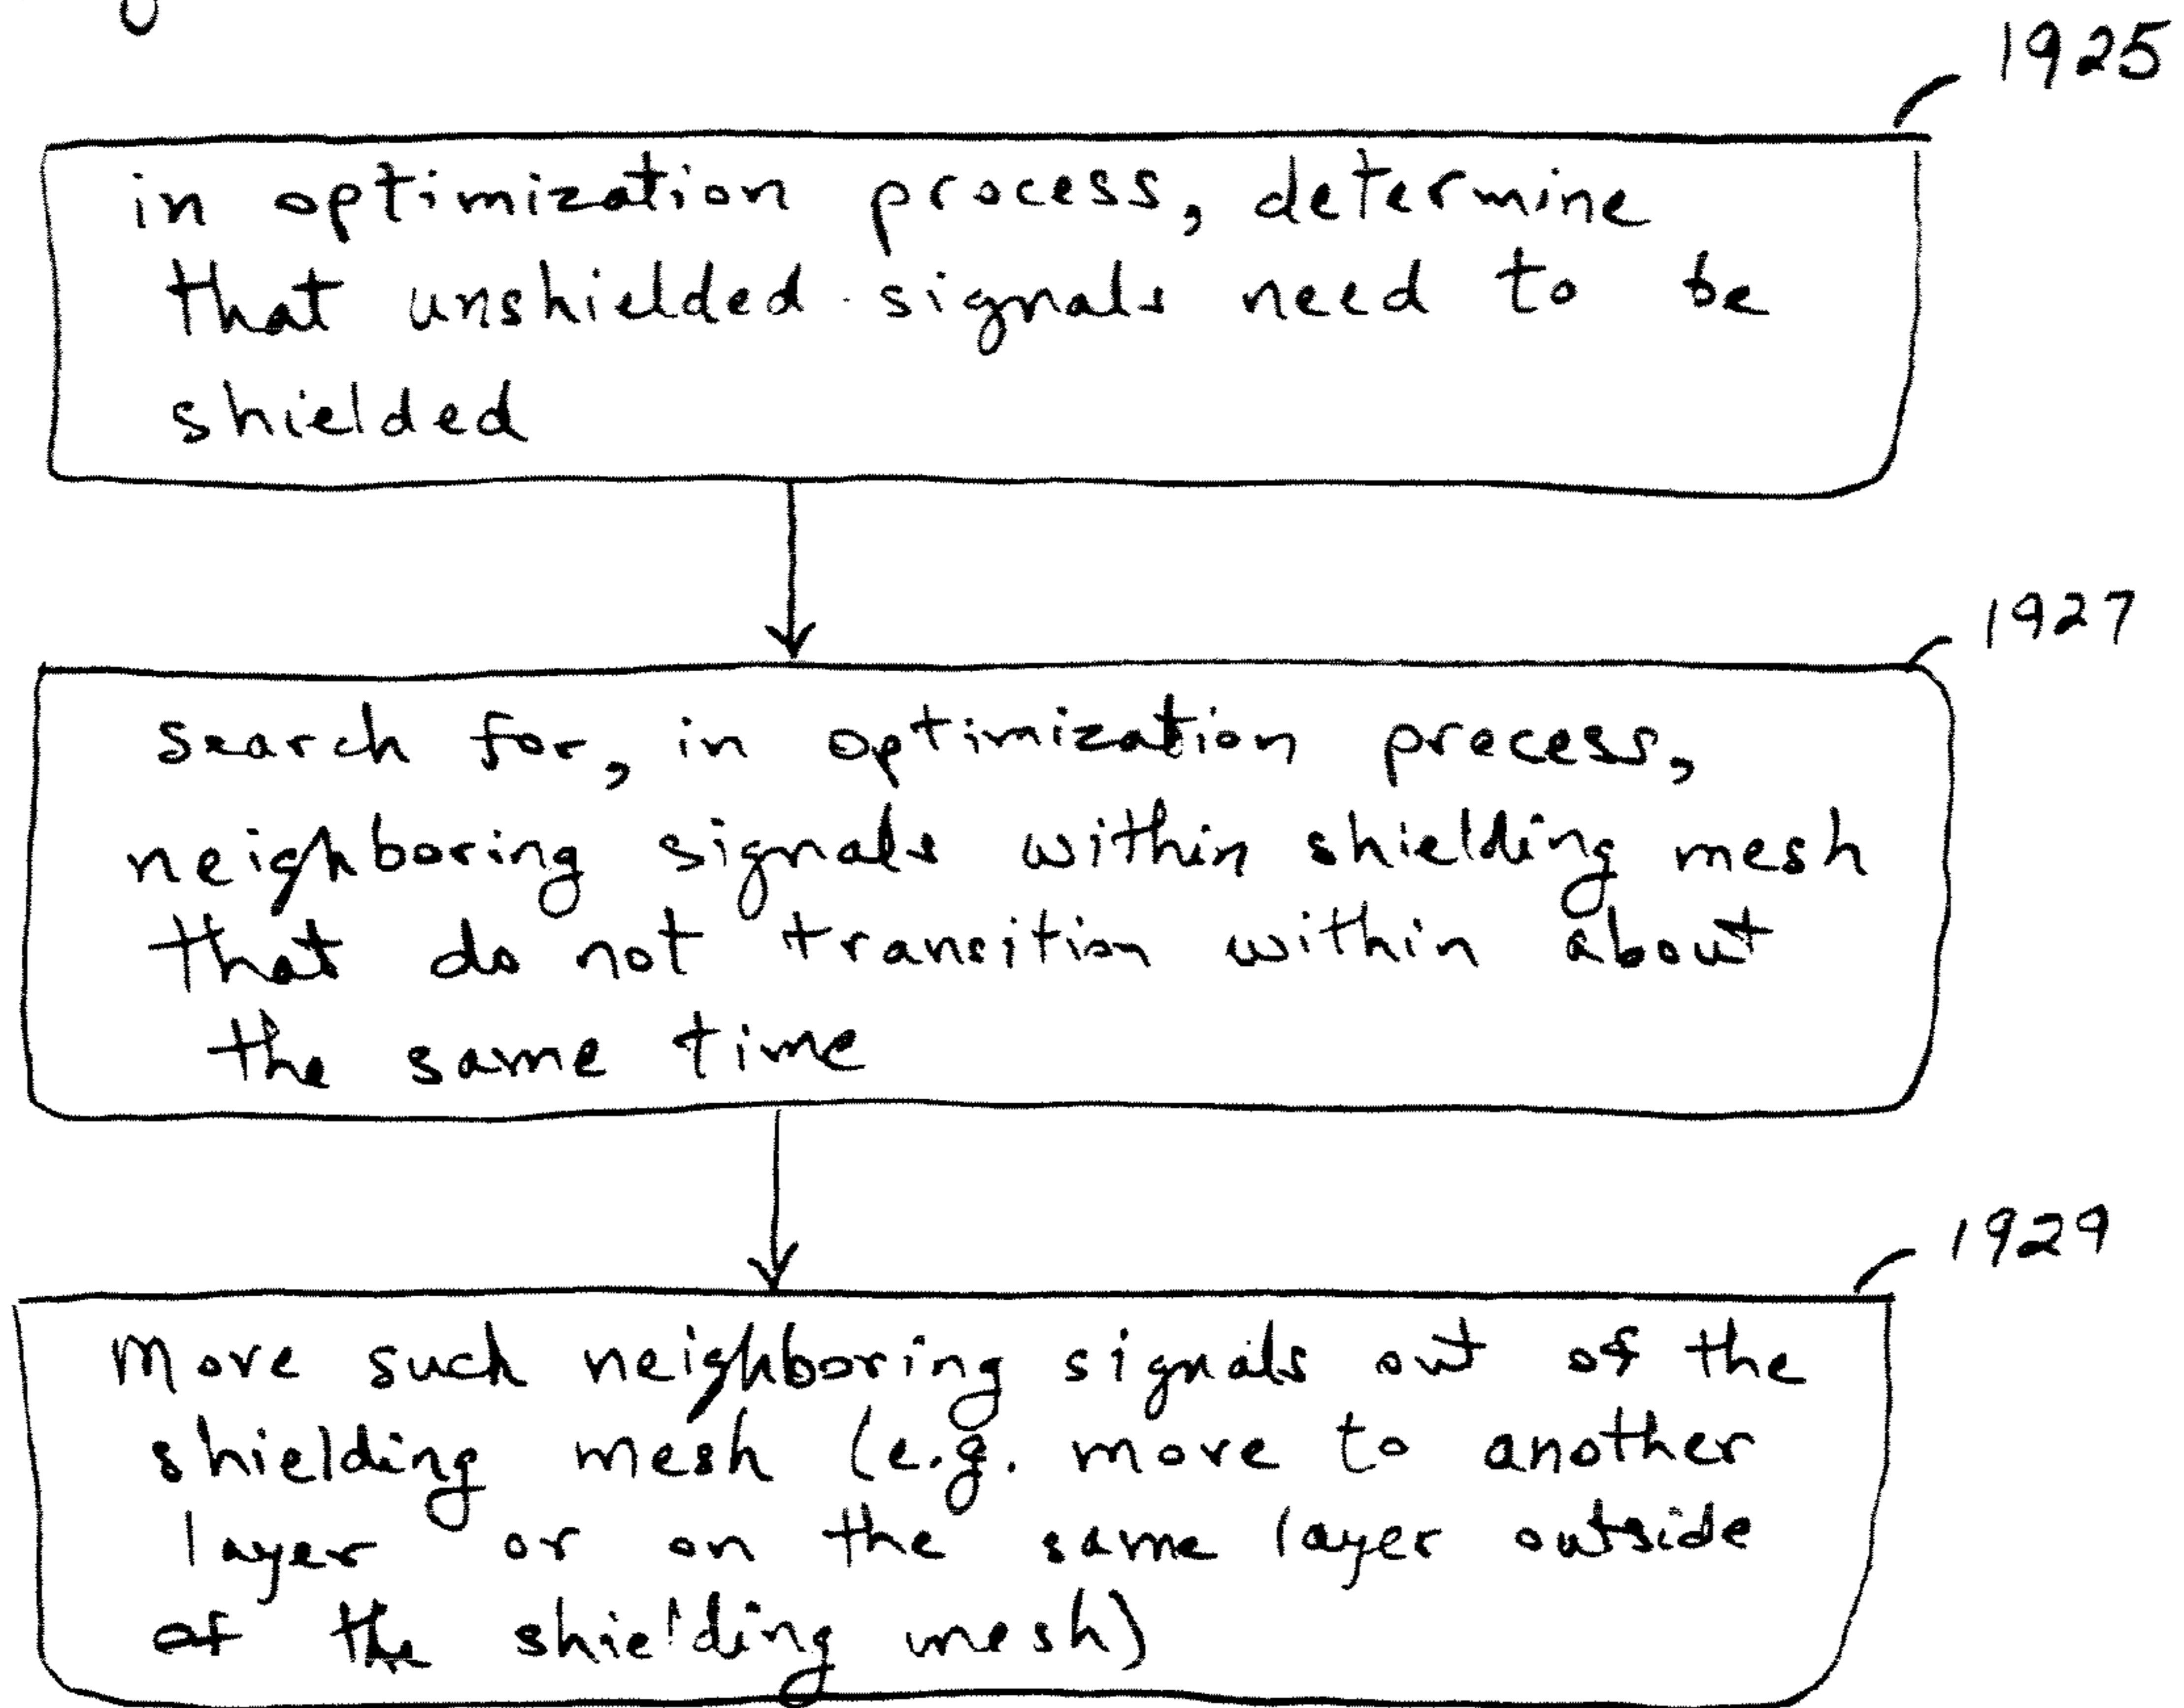 1925
in optimization process, determine
that unshielded signals need to be
shielded
1927
search for, in optimization process,
neighboring signals within shielding mesh
that do not transition within about
the same time
1929
Move such neighboring signals out of the
shielding mesh (e.g. move to another
layer or on the same layer outside
of the shielding mesh)